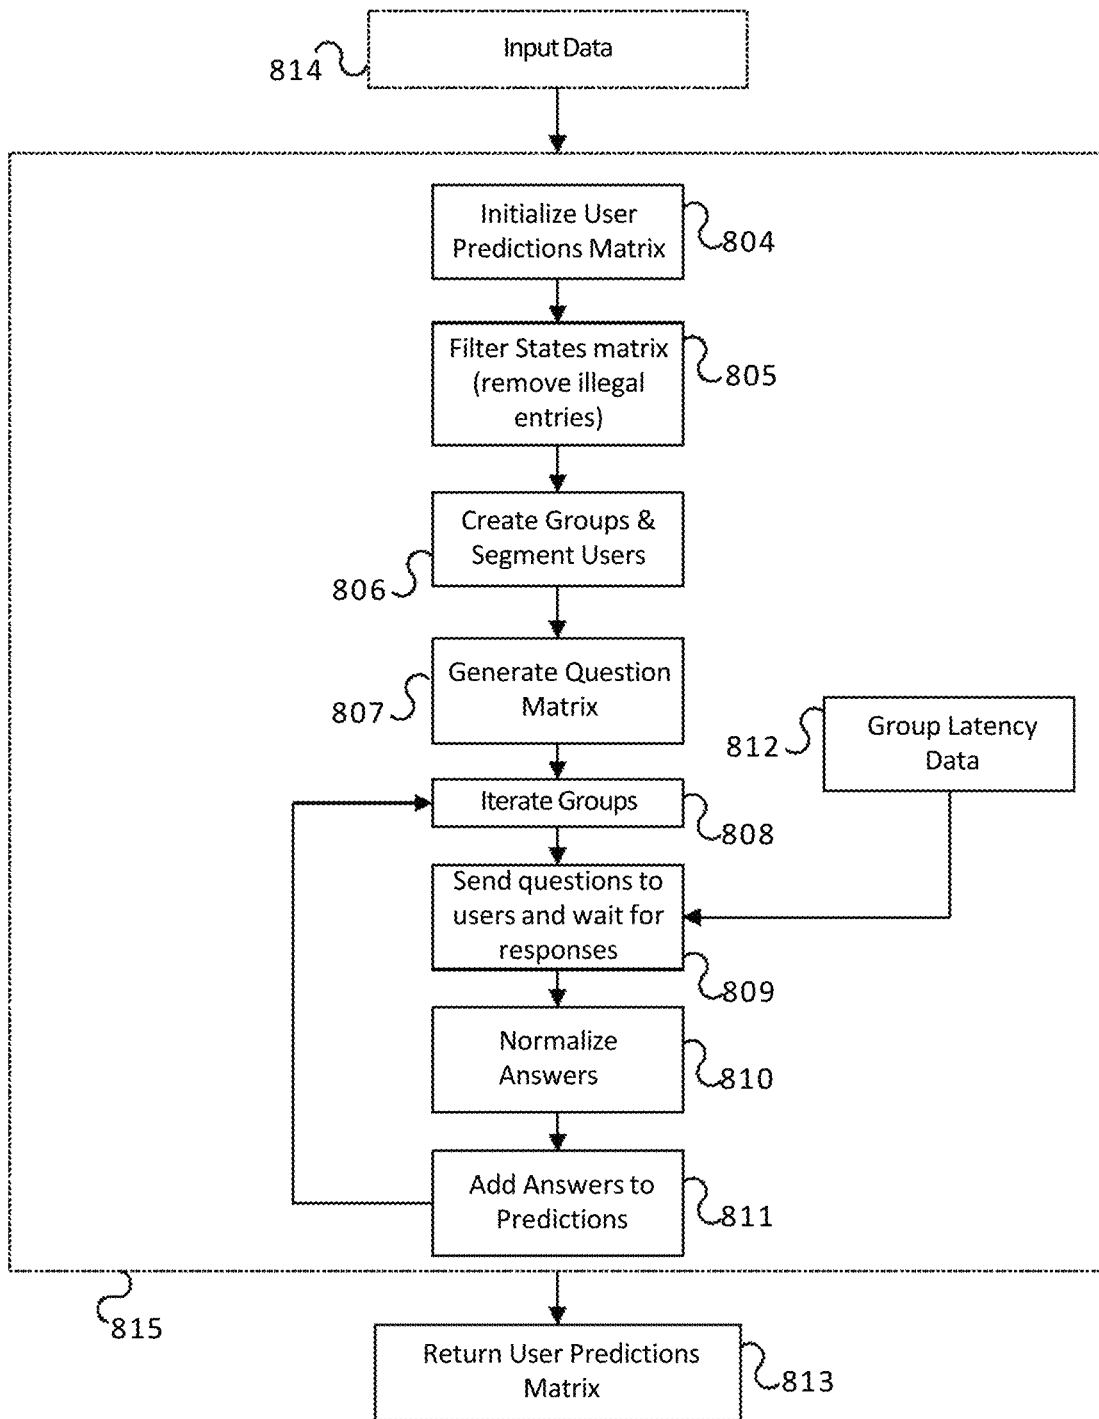 Input Data
814
Initialize User
Predictions Matrix
804
Filter States matrix
(remove illegal
entries)
805
Create Groups &
Segment Users
806
Generate Question
Matrix
807
Group Latency
Data
812
Iterate Groups
808
Send questions to
users and wait for
responses
809
Normalize
Answers
810
Add Answers to
Predictions
811
815
Return User Predictions
Matrix
813